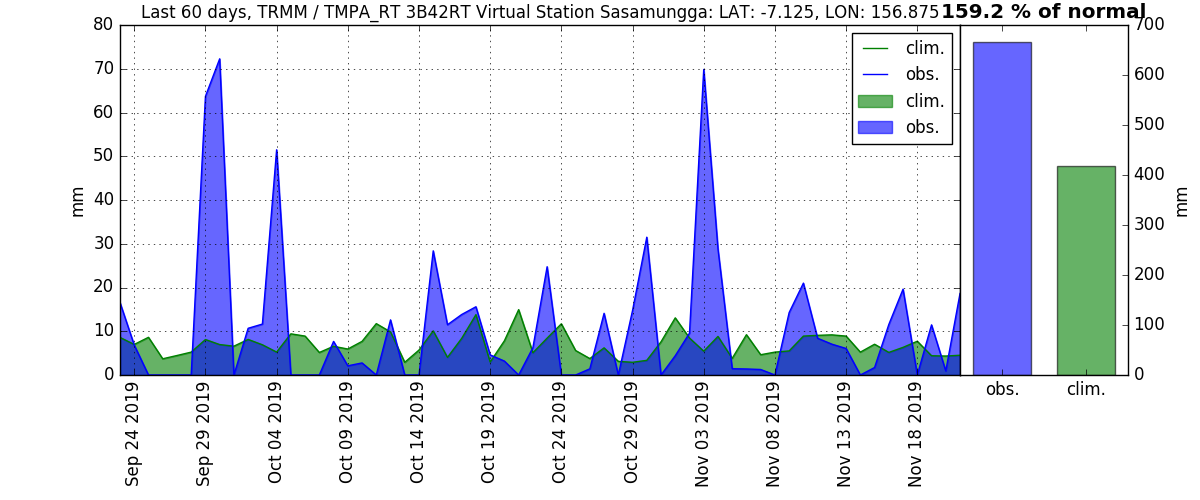 Last 60 days, TRMM / TMPA_RT 3B42RT Virtual Station Sasamungga: LAT: -7.125, LON: 156.875
159.2 % of normal
80
70
60
50
40
30
20
10
0
mm
clim.
obs.
clim.
obs.
Sep 24 2019
Sep 29 2019
Oct 04 2019
Oct 09 2019
Oct 14 2019
Oct 19 2019
Oct 24 2019
Oct 29 2019
Nov 03 2019
Nov 08 2019
Nov 13 2019
Nov 18 2019
700
600
500
400
300
200
100
0
mm
obs.
clim.